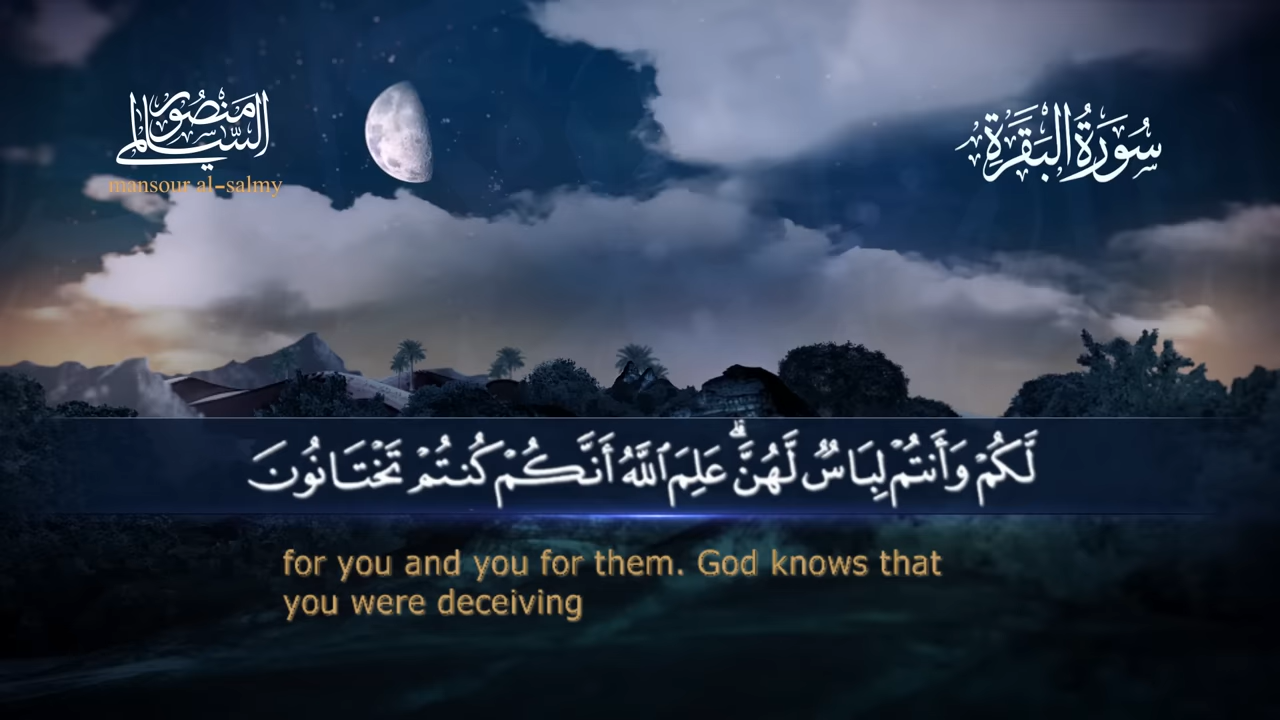 منصور السالمي
mansour al-salmy
سُورَةُ البَقَرَةِ
لَّكُمْ وَأَنتُمْ لِبَاسٌ لَّهُنَّ ۗ عَلِمَ ٱللَّهُ أَنَّكُمْ كُنتُمْ تَخْتَانُونَ
for you and you for them. God knows that
you were deceiving